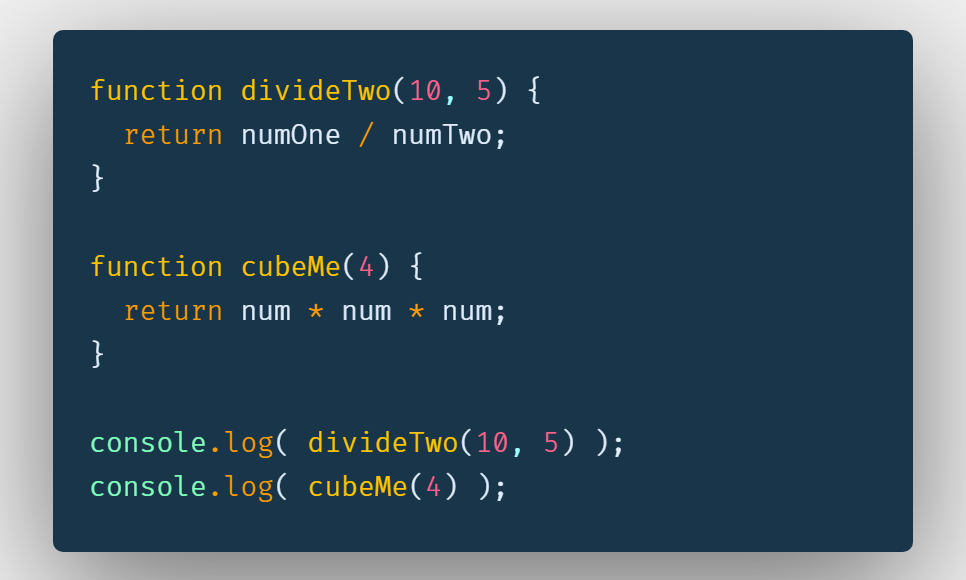 function divideTwo(10, 5) {
  return numOne / numTwo;
}

function cubeMe(4) {
  return num * num * num;
}

console.log( divideTwo(10, 5) );
console.log( cubeMe(4) );